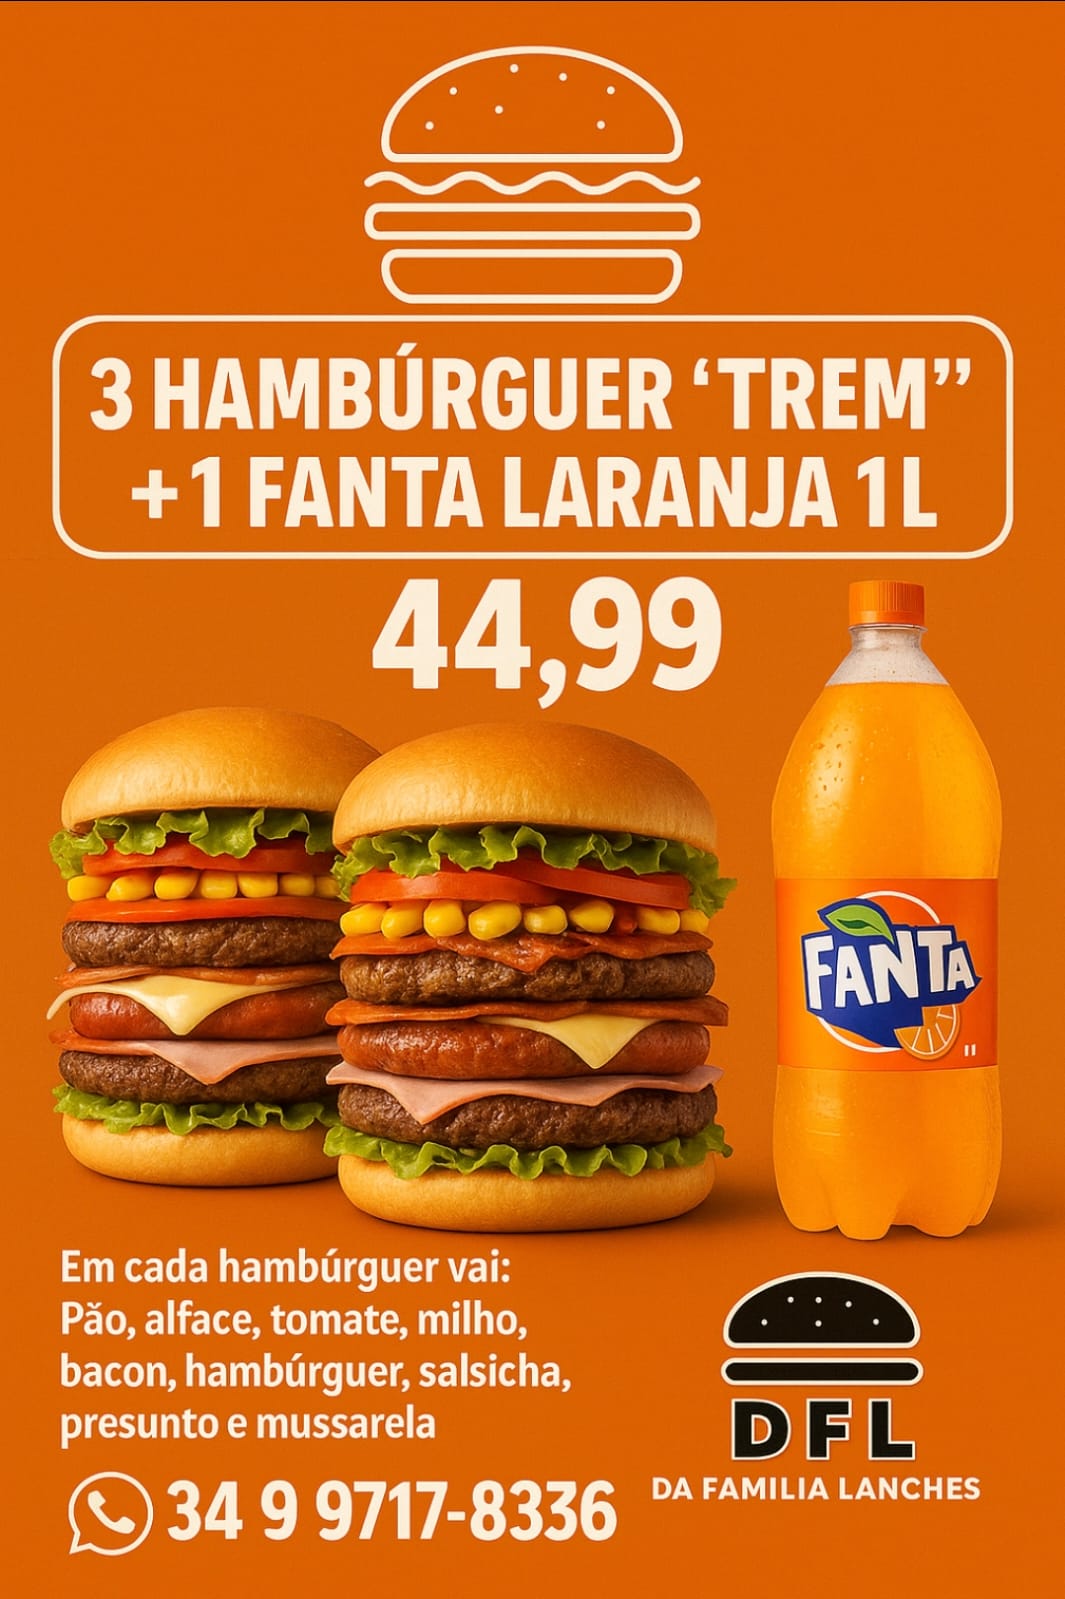 3 HAMBÚRGUER ‘TREM”
+1 FANTA LARANJA 1L
44,99
FANTA
Em cada hambúrguer vai:
Pão, alface, tomate, milho,
bacon, hambúrguer, salsicha,
presunto e mussarela
34 9 9717-8336
DFL
DA FAMILIA LANCHES